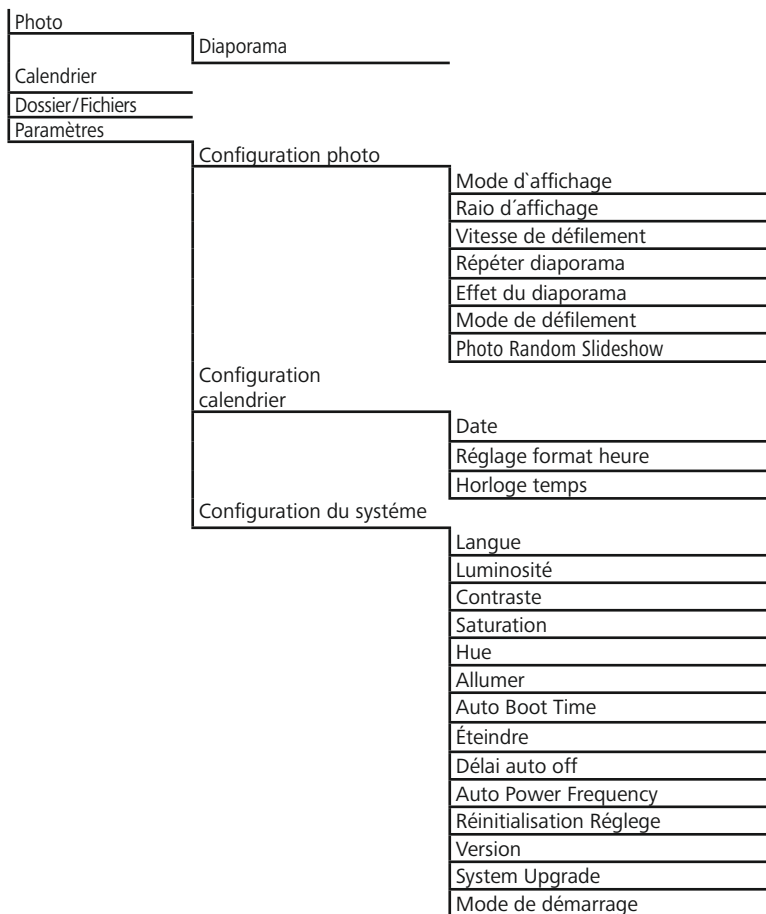 Photo
Diaporama
Calendrier
Dossier/Fichiers
Paramètres
Configuration photo
Mode d`affichage
Raio d´affichage
Vitesse de défilement
Répéter diaporama
Effet du diaporama
Mode de défilement
Photo Random Slideshow
Configuration
calendrier
Date
Réglage format heure
Horloge temps
Configuration du systéme
Langue
Luminosité
Contraste
Saturation
Hue
Allumer
Auto Boot Time
Éteindre
Délai auto off
Auto Power Frequency
Réinitialisation Réglege
Version
System Upgrade
Mode de démarrage